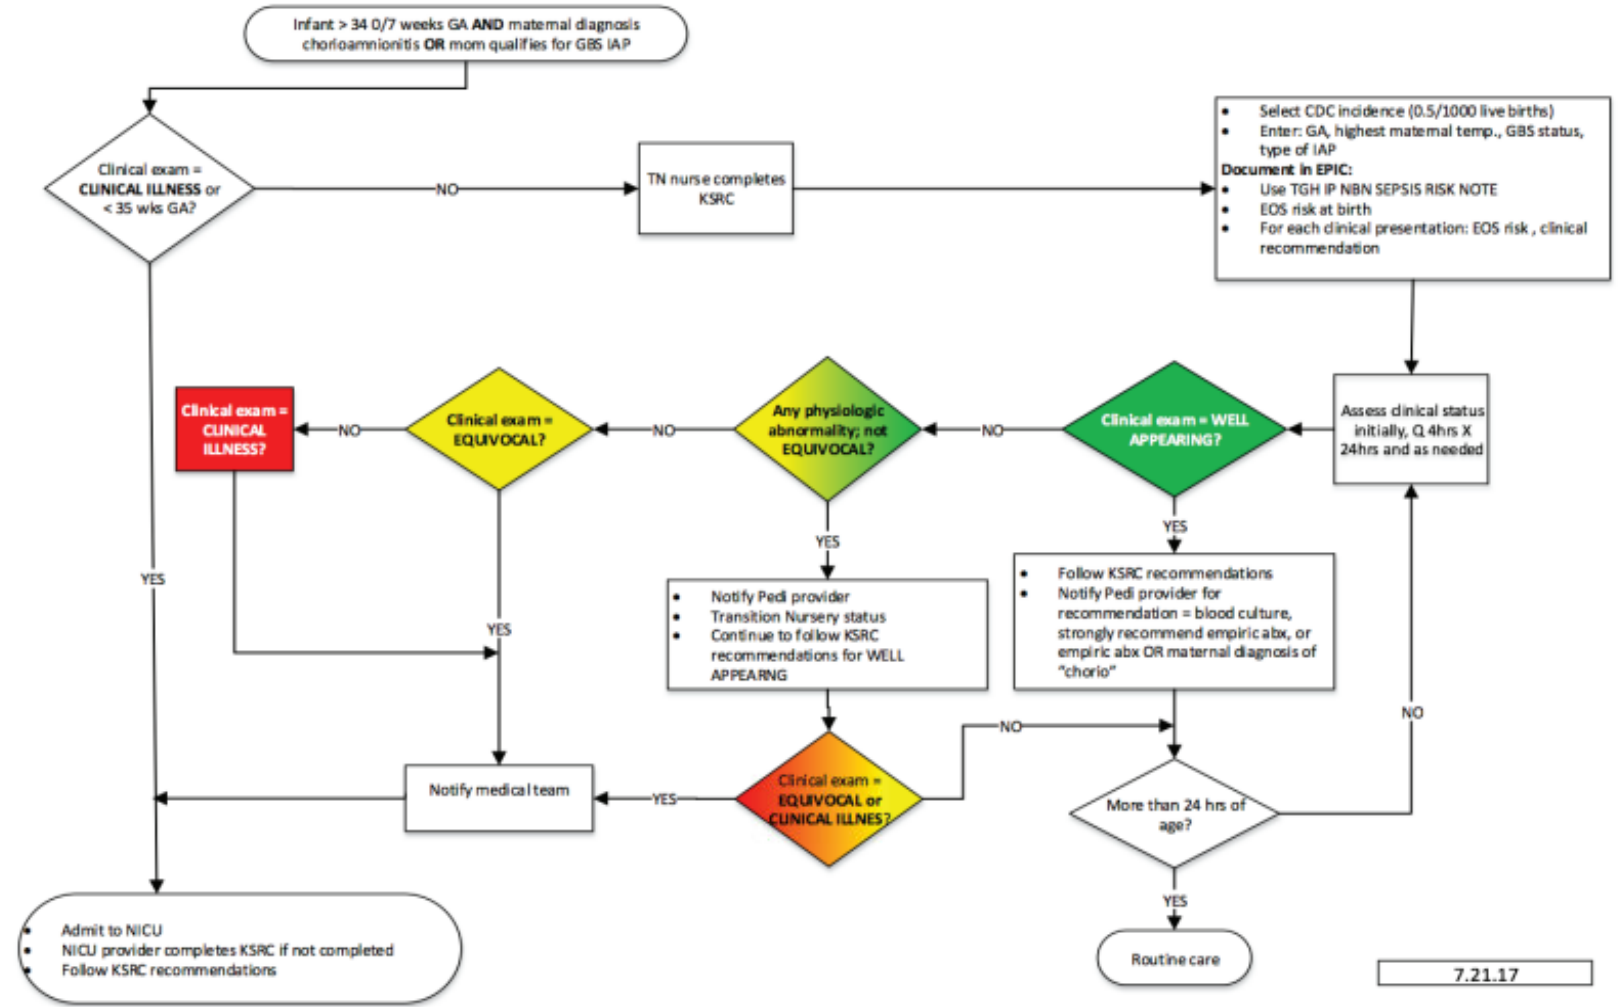 Infant > 34 0/7 weeks GA AND maternal diagnosis
chorioamnionitis OR mom qualifies for GBS IAP
Clinical exam =
CLINICAL ILLNESS or
< 35 wks GA?
NO
TN nurse completes
KSRC
• Select CDC incidence (0.5/1000 live births)
• Enter: GA, highest maternal temp., GBS status,
type of IAP
Document in EPIC:
• Use TGH IP NBN SEPSIS RISK NOTE
• EOS risk at birth
• For each clinical presentation: EOS risk , clinical
recommendation
Clinical exam =
CLINICAL
ILLNESS?
NO
Clinical exam =
EQUIVOCAL?
NO
Any physiologic
abnormality; not
EQUIVOCAL?
NO
Clinical exam = WELL
APPEARING?
Assess clinical status
initially, Q 4hrs X
24hrs and as needed
YES
YES
YES
YES
• Notify Pedi provider
• Transition Nursery status
• Continue to follow KSRC
recommendations for WELL
APPEARNG
• Follow KSRC recommendations
• Notify Pedi provider for
recommendation = blood culture,
strongly recommend empiric abx, or
empiric abx OR maternal diagnosis of
"chorio"
NO
NO
Notify medical team
YES
Clinical exam =
EQUIVOCAL or
CLINICAL ILLNES?
More than 24 hrs of
age?
YES
• Admit to NICU
• NICU provider completes KSRC if not completed
• Follow KSRC recommendations
Routine care
7.21.17